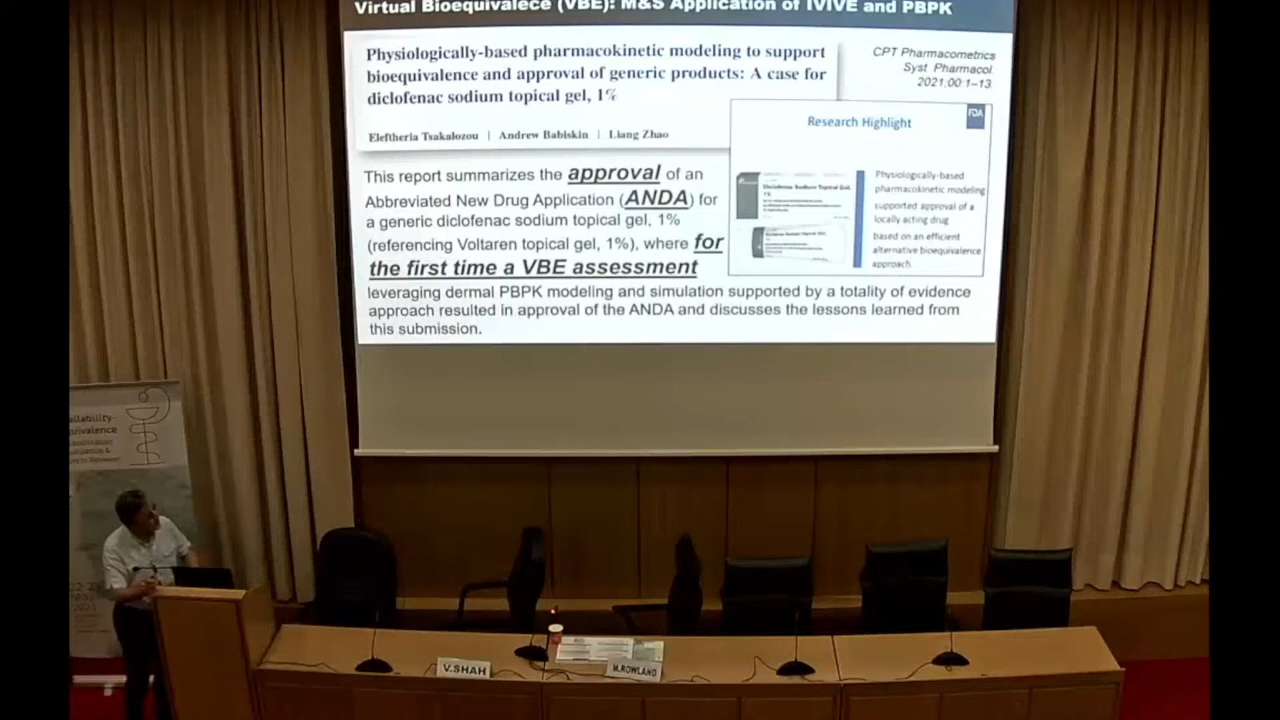 Virtual Bioequivalece (VBE): M&S Application of IVIVE and PBPK
Physiologically-based pharmacokinetic modeling to support
bioequivalence and approval of generic products: A case for
diclofenac sodium topical gel, 1%
Eleftheria Tsakalozou | Andrew Babiskin | Liang Zhao
CPT Pharmacometrics
Syst Pharmacol.
2021;00:1–13.
This report summarizes the approval of an
Abbreviated New Drug Application (ANDA) for
a generic diclofenac sodium topical gel, 1%
(referencing Voltaren topical gel, 1%), where for
the first time a VBE assessment
leveraging dermal PBPK modeling and simulation supported by a totality of evidence
approach resulted in approval of the ANDA and discusses the lessons learned from
this submission.
FDA
Research Highlight
Diclofenac Sodium Topical Gel,
1%
Physiologically-based
pharmacokinetic modeling
supported approval of a
locally acting drug
based on an efficient
alternative bioequivalence
approach
V.SHAH
M.ROWLAND